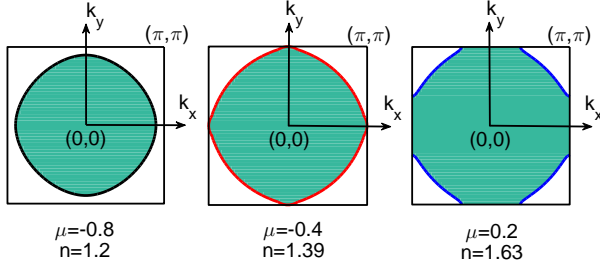 k_y (π,π) k_y (π,π) k_y (π,π)
k_x k_x k_x
(0,0) (0,0) (0,0)
μ=-0.8 μ=-0.4 μ=0.2
n=1.2 n=1.39 n=1.63